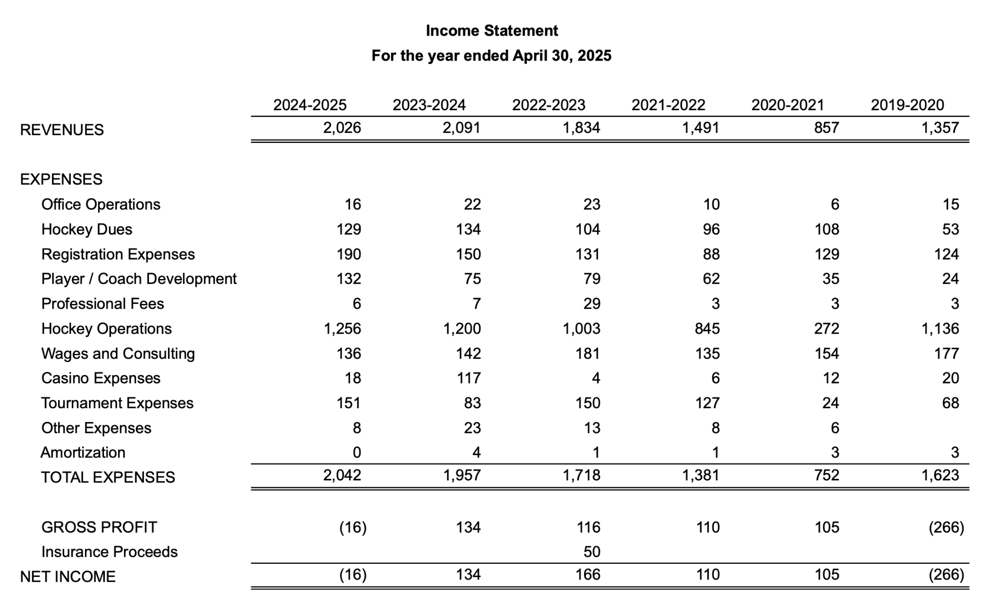 Income Statement
For the year ended April 30, 2025
2024-2025 2023-2024 2022-2023 2021-2022 2020-2021 2019-2020
REVENUES 2,026 2,091 1,834 1,491 857 1,357
EXPENSES
Office Operations 16 22 23 10 6 15
Hockey Dues 129 134 104 96 108 53
Registration Expenses 190 150 131 88 129 124
Player / Coach Development 132 75 79 62 35 24
Professional Fees 6 7 29 3 3 3
Hockey Operations 1,256 1,200 1,003 845 272 1,136
Wages and Consulting 136 142 181 135 154 177
Casino Expenses 18 117 4 6 12 20
Tournament Expenses 151 83 150 127 24 68
Other Expenses 8 23 13 8 6
Amortization 0 4 1 1 3 3
TOTAL EXPENSES 2,042 1,957 1,718 1,381 752 1,623
GROSS PROFIT (16) 134 116 110 105 (266)
Insurance Proceeds 50
NET INCOME (16) 134 166 110 105 (266)